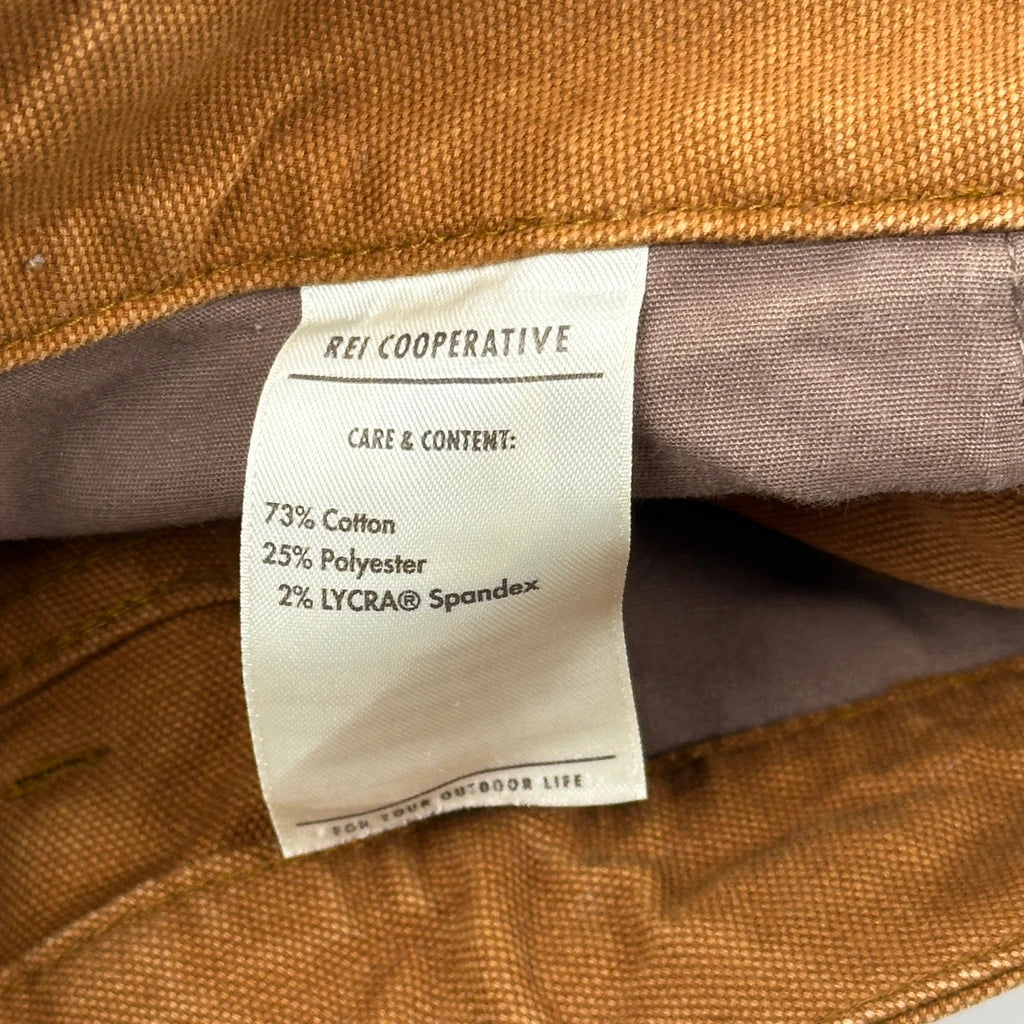 REI COOPERATIVE
CARE & CONTENT:
73% Cotton
25% Polyester
2% LYCRA® Spandex
FOR YOUR OUTDOOR LIFE